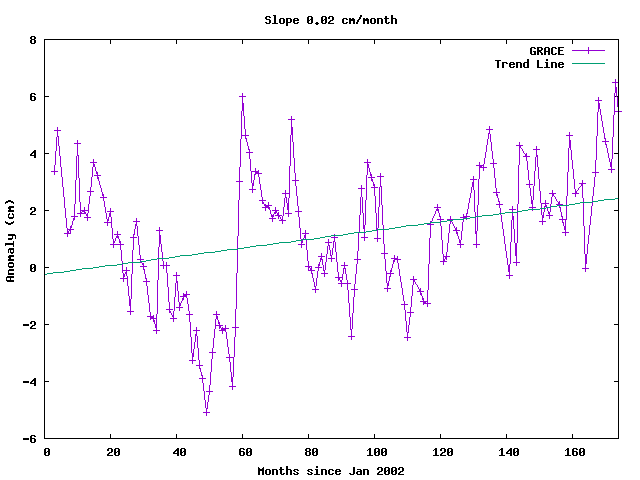 Slope 0.02 cm/month
8
6
4
2
0
-2
-4
-6
Anomaly (cm)
GRACE
Trend Line
0 20 40 60 80 100 120 140 160
Months since Jan 2002